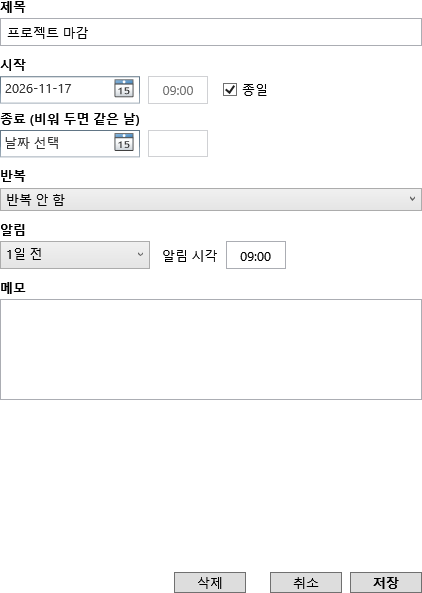 제목
프로젝트 마감
시작
2026-11-17 15 09:00 종일
종료 (비워 두면 같은 날)
날짜 선택 15
반복
반복 안 함
알림
1일 전 알림 시각 09:00
메모
삭제 취소 저장